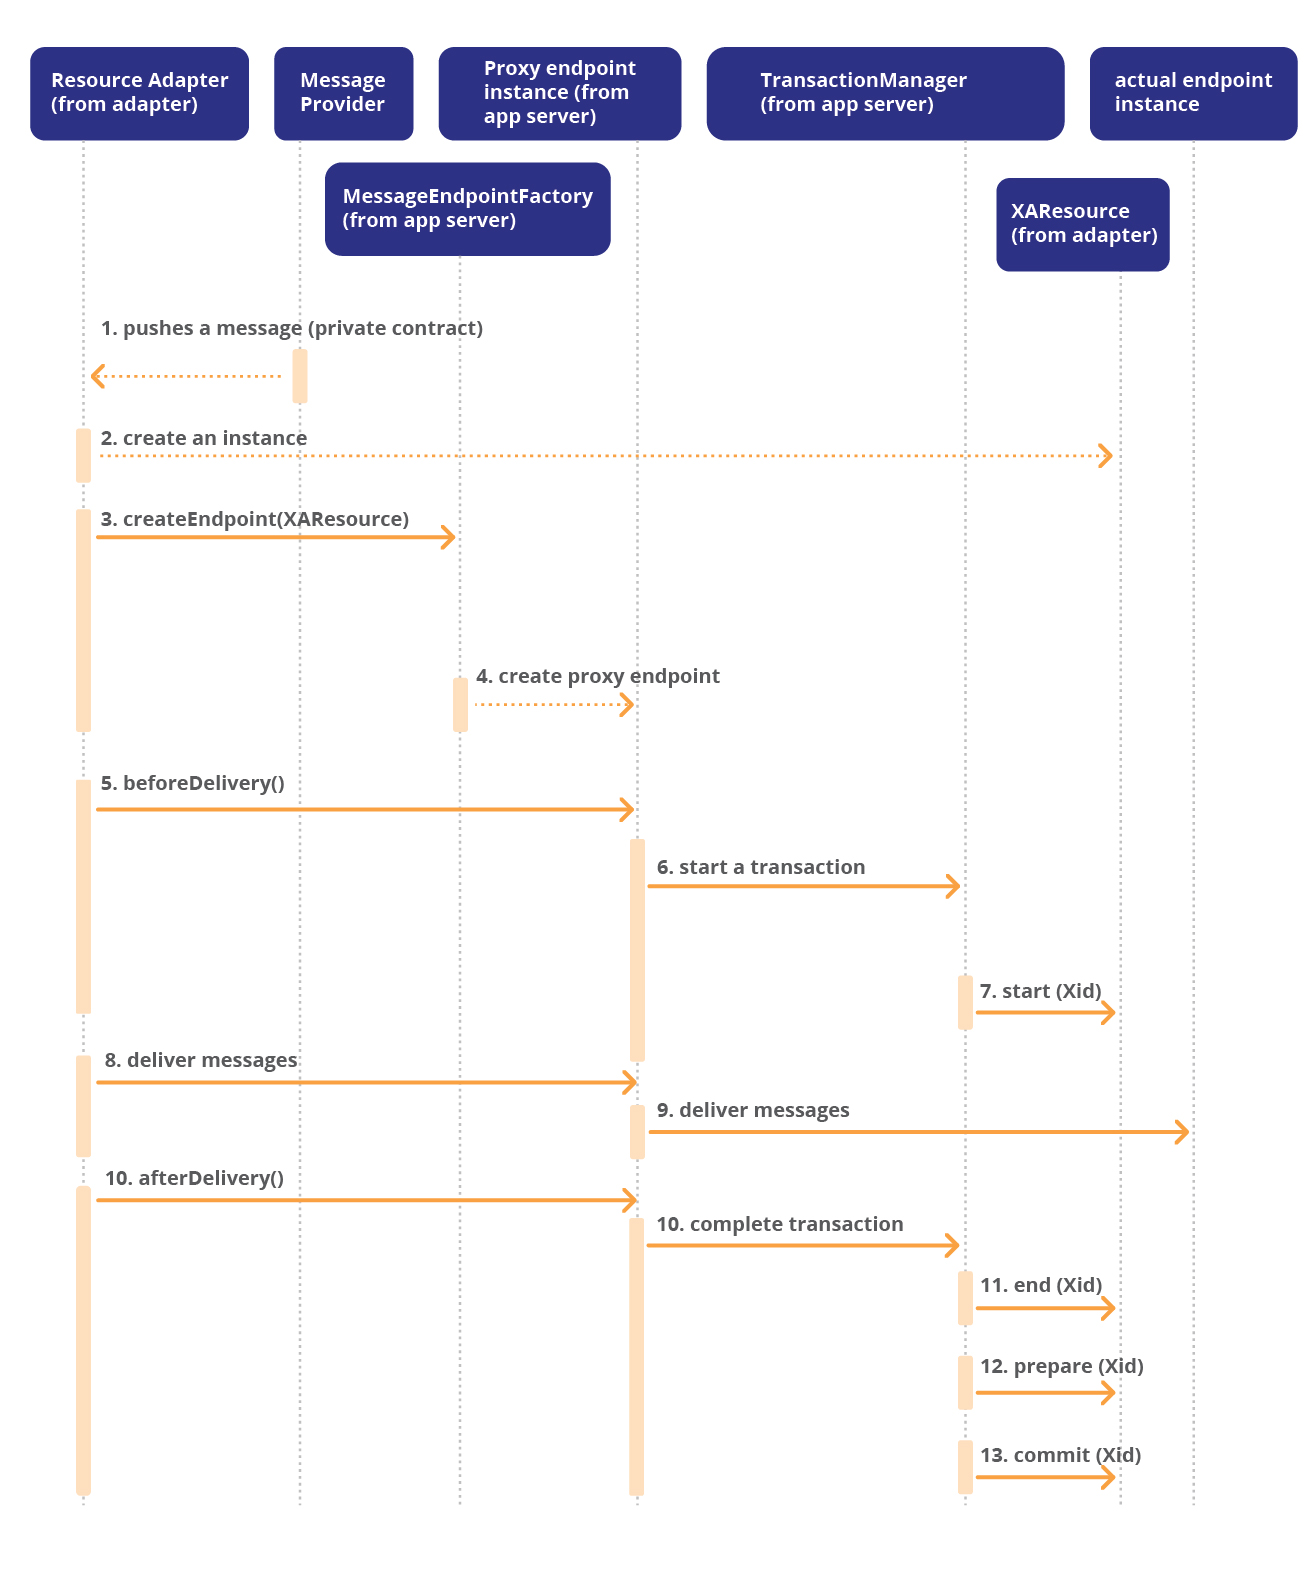 Resource Adapter
(from adapter)
Message
Provider
Proxy endpoint
instance (from
app server)
TransactionManager
(from app server)
actual endpoint
instance
MessageEndpointFactory
(from app server)
XAResource
(from adapter)
1. pushes a message (private contract)
2. create an instance
3. createEndpoint(XAResource)
4. create proxy endpoint
5. beforeDelivery()
6. start a transaction
7. start (Xid)
8. deliver messages
9. deliver messages
10. afterDelivery()
10. complete transaction
11. end (Xid)
12. prepare (Xid)
13. commit (Xid)